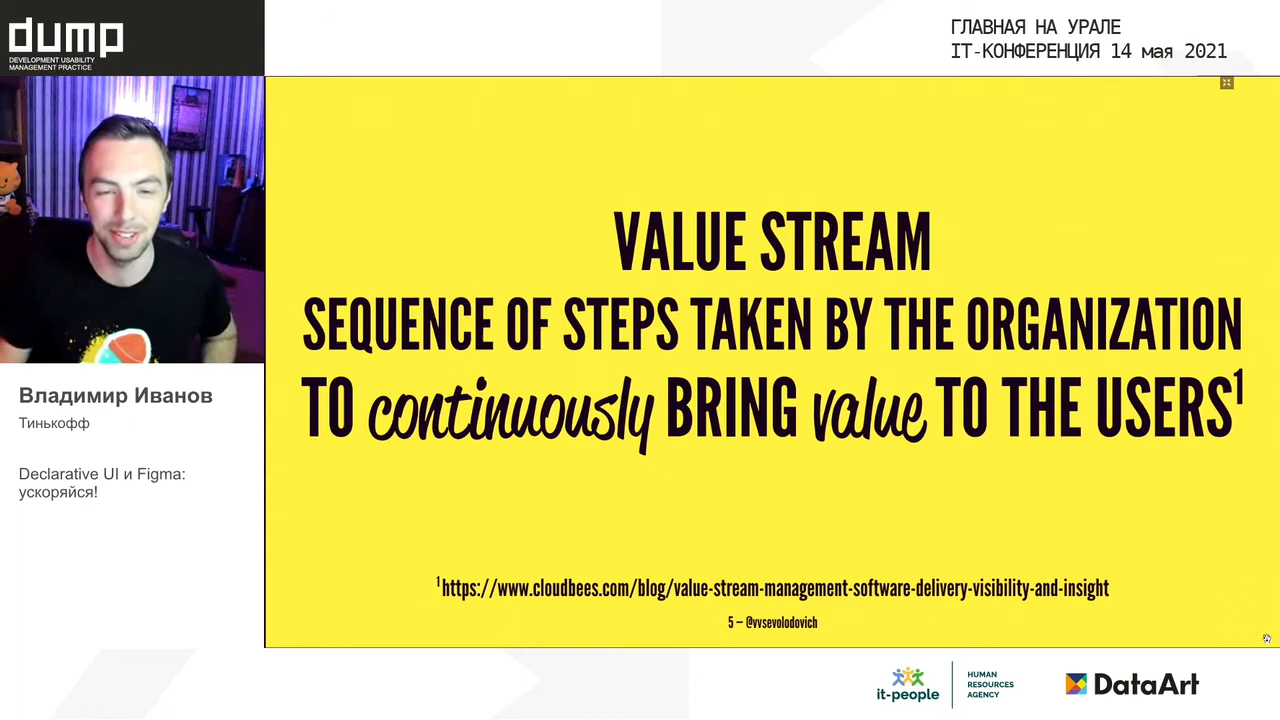 dump
DEVELOPMENT USABILITY
MANAGEMENT PRACTICE
ГЛАВНАЯ НА УРАЛЕ
IT-КОНФЕРЕНЦИЯ 14 мая 2021
Владимир Иванов
Тинькофф
Declarative UI и Figma:
ускоряйся!
VALUE STREAM
SEQUENCE OF STEPS TAKEN BY THE ORGANIZATION
TO continuously BRING value TO THE USERS¹
¹ https://www.cloudbees.com/blog/value-stream-management-software-delivery-visibility-and-insight
5 — @vvsevolodovich
it-people
HUMAN
RESOURCES
AGENCY
DataArt